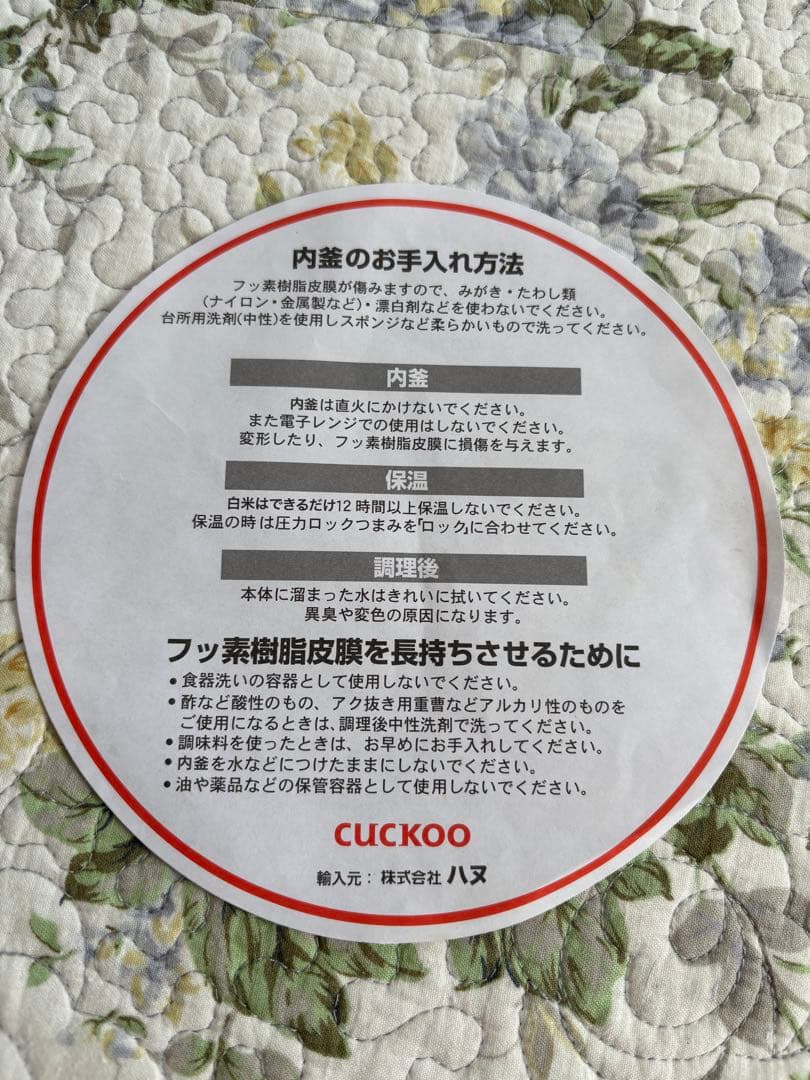 内釜のお手入れ方法
フッ素樹脂皮膜が傷みますので、みがき・たわし類
(ナイロン・金属製など)・漂白剤などを使わないでください。
台所用洗剤(中性)を使用しスポンジなど柔らかいもので洗ってください。
内釜
内釜は直火にかけないでください。
また電子レンジでの使用はしないでください。
変形したり、フッ素樹脂皮膜に損傷を与えます。
保温
白米はできるだけ12時間以上保温しないでください。
保温の時は圧力ロックつまみを「ロック」に合わせてください。
調理後
本体に溜まった水はきれいに拭いてください。
異臭や変色の原因になります。
フッ素樹脂皮膜を長持ちさせるために
•食器洗いの容器として使用しないでください。
•酢など酸性のもの、アク抜き用重曹などアルカリ性のものを
ご使用になるときは、調理後中性洗剤で洗ってください。
•調味料を使ったときは、お早めにお手入れしてください。
•内釜を水などにつけたままにしないでください。
•油や薬品などの保管容器として使用しないでください。
CUCKOO
輸入元：株式会社ハヌ